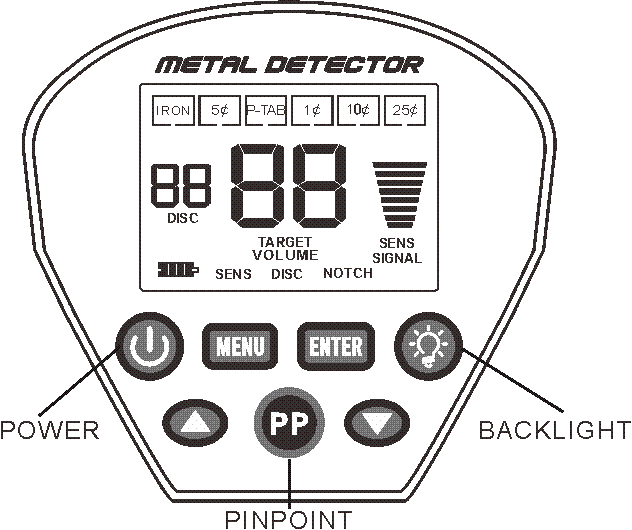 METAL DETECTOR
IRON 5¢ P-TAB 1¢ 10¢ 25¢
88 88
DISC
TARGET
VOLUME
SENS
SIGNAL
SENS DISC NOTCH
MENU ENTER
PP
POWER BACKLIGHT
PINPOINT